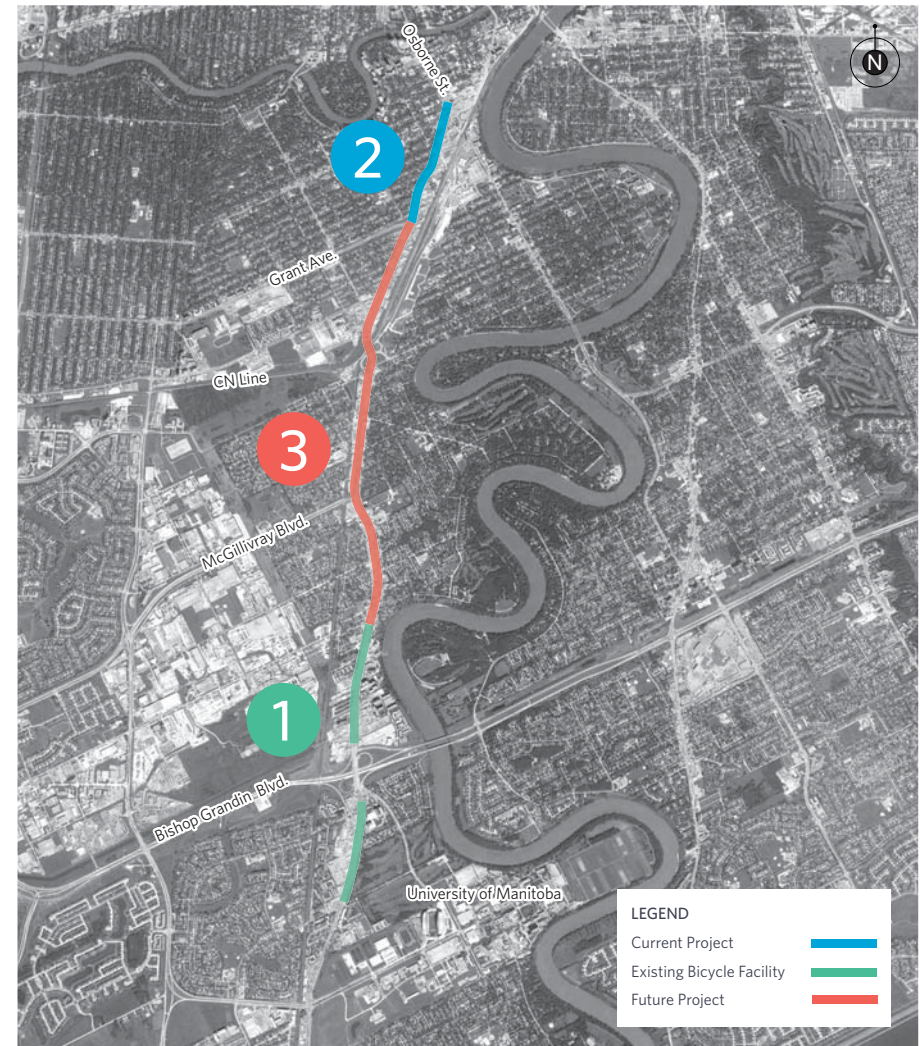 Osborne St.
N
2
Grant Ave.
CN Line
3
McGillivray Blvd.
1
Bishop Grandin Blvd.
University of Manitoba
LEGEND
Current Project
Existing Bicycle Facility
Future Project